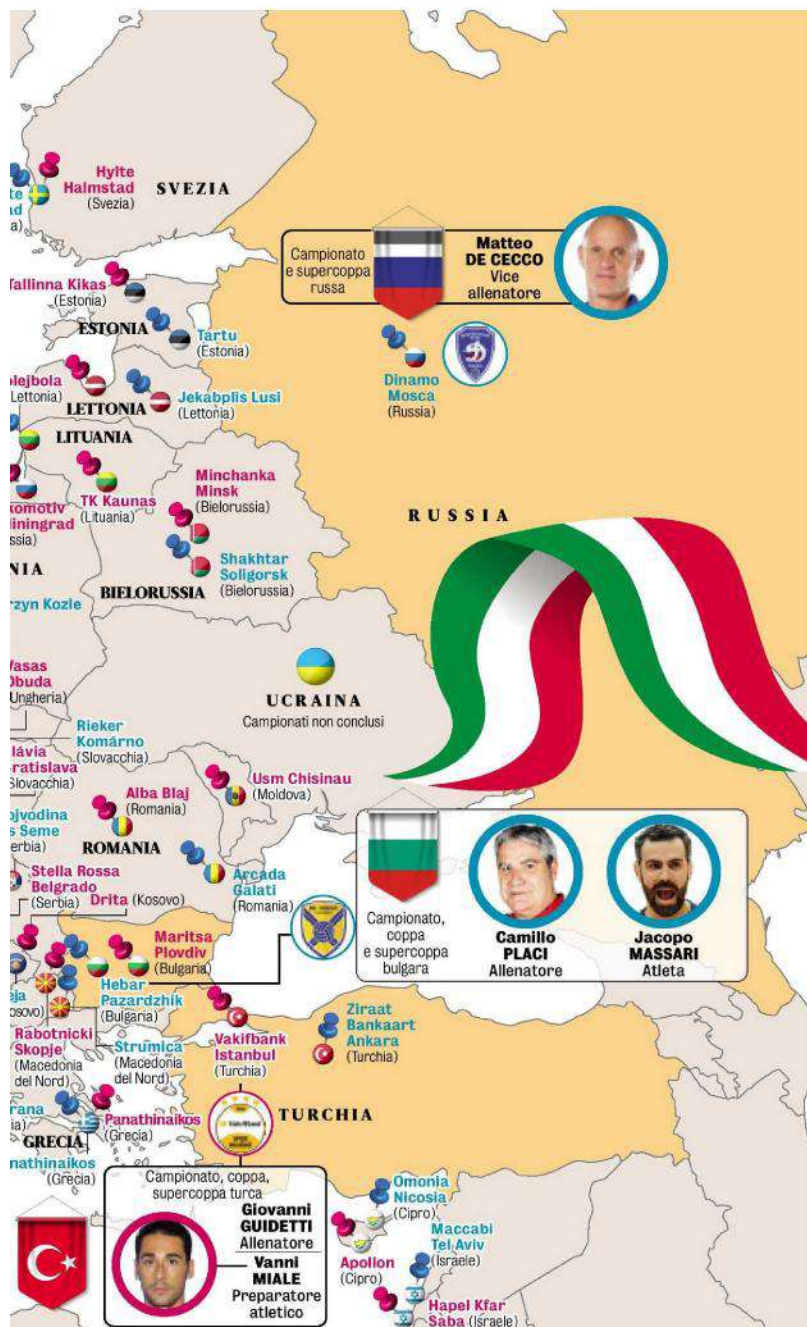 Hylte
Halmstad
(Svezia)
SVEZIA
Campionato
e supercoppa
russa
Matteo
DE CECCO
Vice
allenatore
Tallinna Kikas
(Estonia)
ESTONIA
Tartu
(Estonia)
Dinamo
Mosca
(Russia)
LETTONIA
Jekabplis Lusi
(Lettonia)
LITUANIA
TK Kaunas
(Lituania)
Minchanka
Minsk
(Bielorussia)
RUSSIA
Shakhtar
Soligorsk
(Bielorussia)
BIELORUSSIA
UCRAINA
Campionati non conclusi
Rieker
Komárno
(Slovacchia)
Usm Chisinau
(Moldova)
Alba Blaj
(Romania)
ROMANIA
Arcada
Galati
(Romania)
Stella Rossa
Belgrado
(Serbia)
Drita (Kosovo)
Campionato,
coppa
e supercoppa
bulgara
Camillo
PLACI
Allenatore
Jacopo
MASSARI
Atleta
Maritsa
Plovdiv
(Bulgaria)
Hebar
Pazardzhik
(Bulgaria)
Rabotnicki
Skopje
(Macedonia
del Nord)
Strumica
(Macedonia
del Nord)
Vakifbank
Istanbul
(Turchia)
Ziraat
Bankaart
Ankara
(Turchia)
TURCHIA
Panathinaikos
(Grecia)
GRECIA
(Grecia)
Campionato, coppa,
supercoppa turca
Giovanni
GUIDETTI
Allenatore
Vanni
MIALE
Preparatore
atletico
Omonia
Nicosia
(Cipro)
Apollon
(Cipro)
Maccabi
Tel Aviv
(Israele)
Hapel Kfar
Saba (Israele)